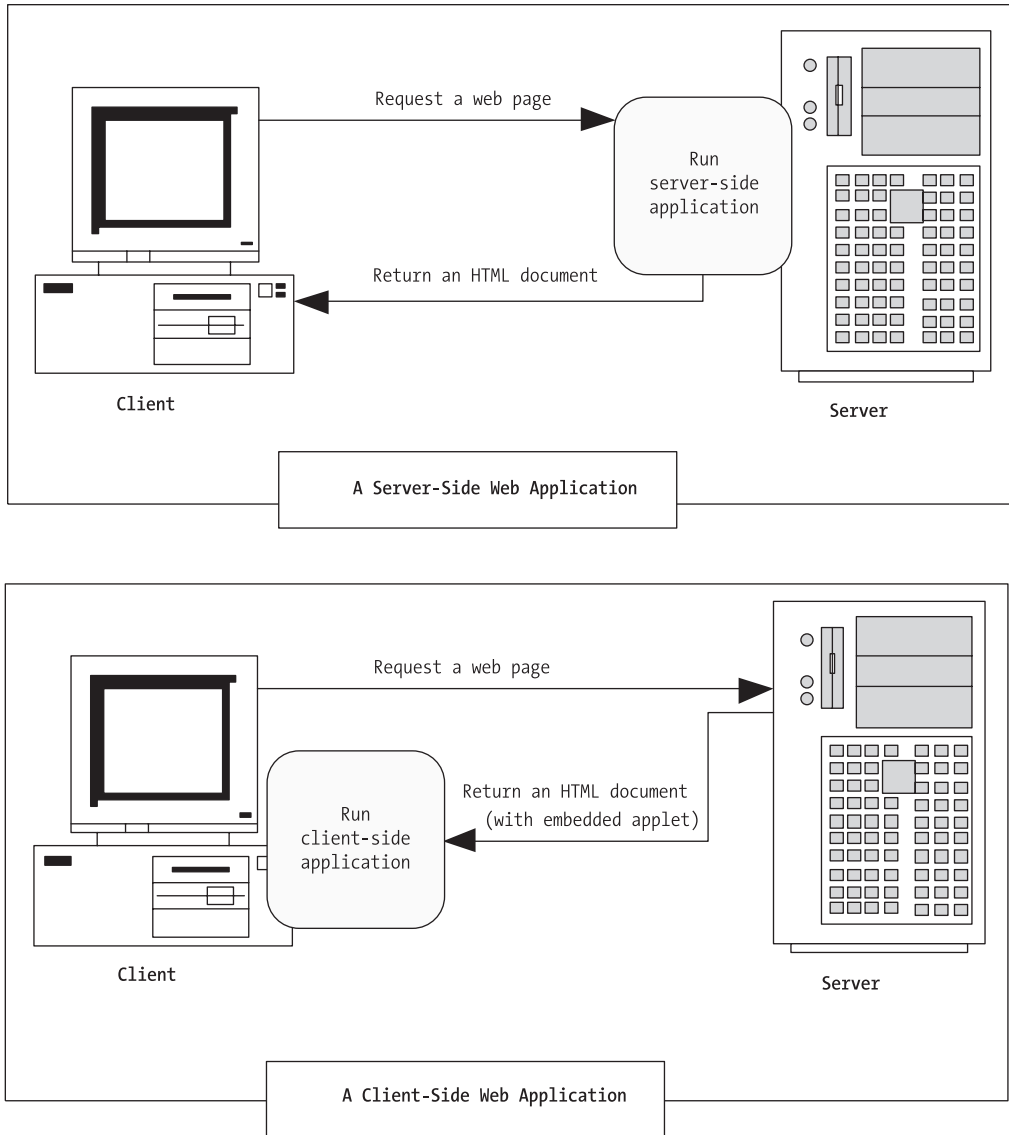 Request a web page
Run
server-side
application
Return an HTML document
Client
Server
A Server-Side Web Application
Request a web page
Return an HTML document
(with embedded applet)
Run
client-side
application
Client
Server
A Client-Side Web Application